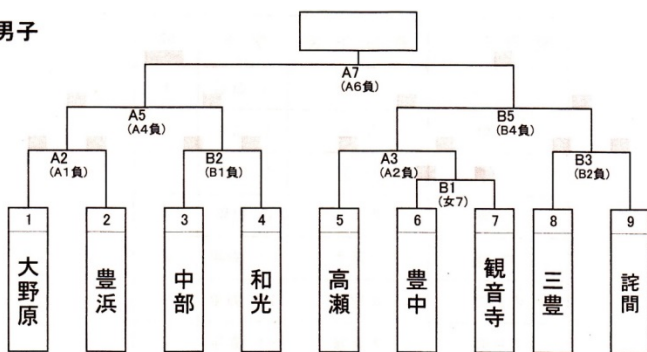 男子
A7
(A6負)
A5
(A4負)
B5
(B4負)
A2
(A1負)
B2
(B1負)
A3
(A2負)
B3
(B2負)
B1
(女7)
1 2 3 4 5 6 7 8 9
大野原
豊浜
中部
和光
高瀬
豊中
観音寺
三豊
詫間